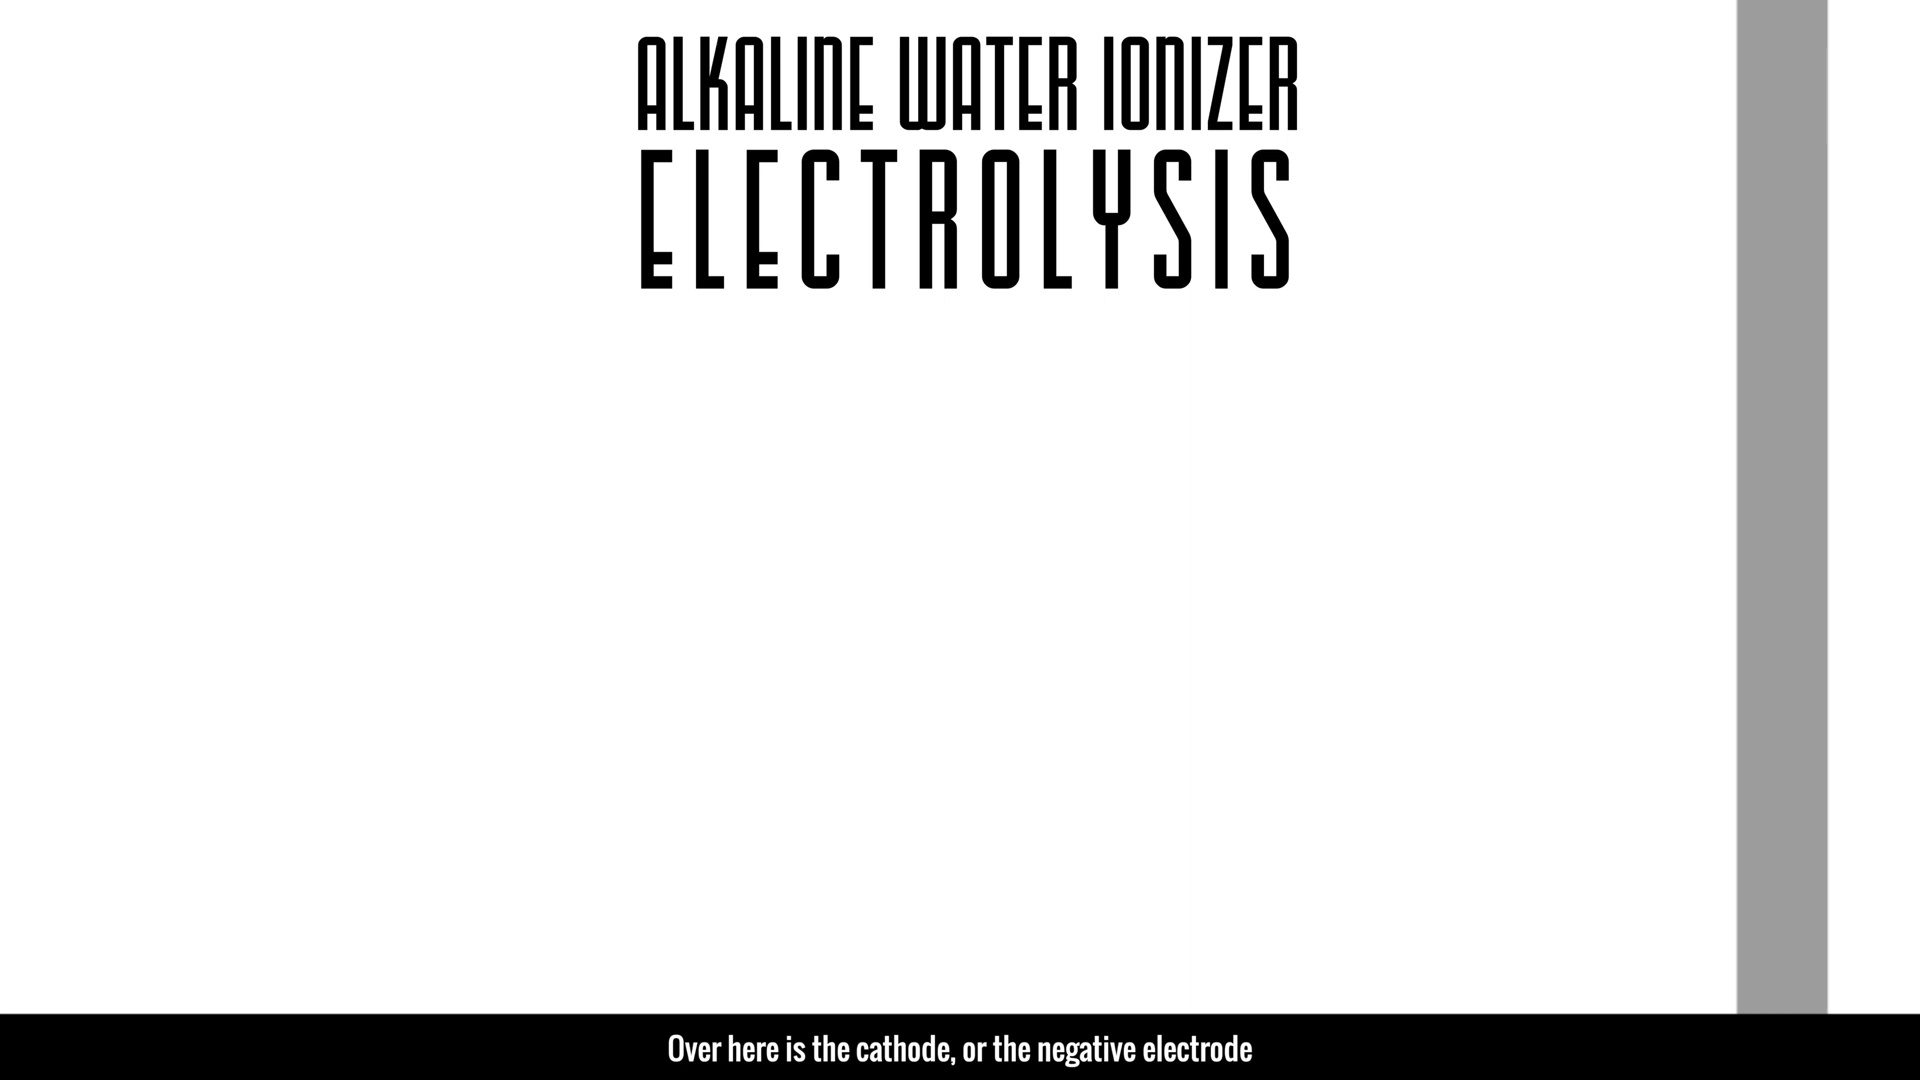 ALKALINE WATER IONIZER
ELECTROLYSIS
Over here is the cathode, or the negative electrode